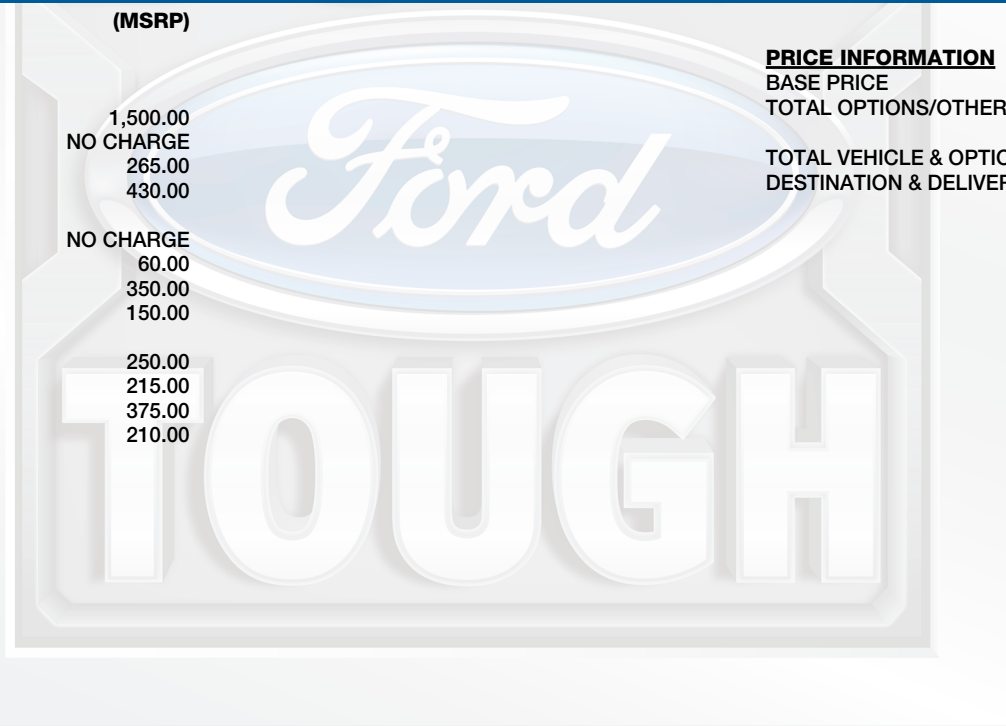 (MSRP)
1,500.00
NO CHARGE
265.00
430.00
NO CHARGE
60.00
350.00
150.00
250.00
215.00
375.00
210.00
PRICE INFORMATION
BASE PRICE
TOTAL OPTIONS/OTHER
TOTAL VEHICLE & OPTIO
DESTINATION & DELIVER
Ford
TOUGH